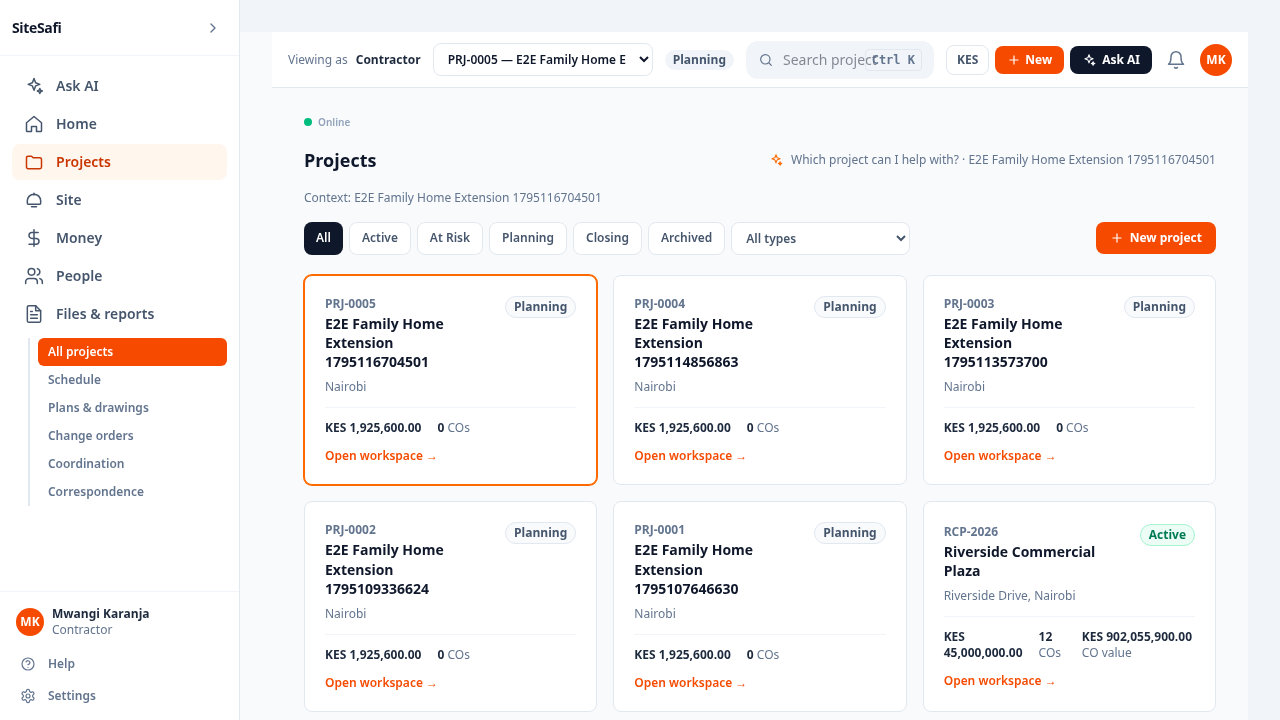 SiteSafi
Ask AI
Home
Projects
Site
Money
People
Files & reports
All projects
Schedule
Plans & drawings
Change orders
Coordination
Correspondence
MK
Mwangi Karanja
Contractor
Help
Settings
Viewing as Contractor
PRJ-0005 — E2E Family Home E
Planning
Search project
Ctrl K
KES
New
Ask AI
MK
Online
Projects
Which project can I help with? · E2E Family Home Extension 1795116704501
Context: E2E Family Home Extension 1795116704501
All
Active
At Risk
Planning
Closing
Archived
All types
New project
PRJ-0005
Planning
E2E Family Home
Extension
1795116704501
Nairobi
KES 1,925,600.00 0 COs
Open workspace →
PRJ-0004
Planning
E2E Family Home
Extension
1795114856863
Nairobi
KES 1,925,600.00 0 COs
Open workspace →
PRJ-0003
Planning
E2E Family Home
Extension
1795113573700
Nairobi
KES 1,925,600.00 0 COs
Open workspace →
PRJ-0002
Planning
E2E Family Home
Extension
1795109336624
Nairobi
KES 1,925,600.00 0 COs
Open workspace →
PRJ-0001
Planning
E2E Family Home
Extension
1795107646630
Nairobi
KES 1,925,600.00 0 COs
Open workspace →
RCP-2026
Active
Riverside Commercial
Plaza
Riverside Drive, Nairobi
KES 12 KES 902,055,900.00
45,000,000.00 COs CO value
Open workspace →